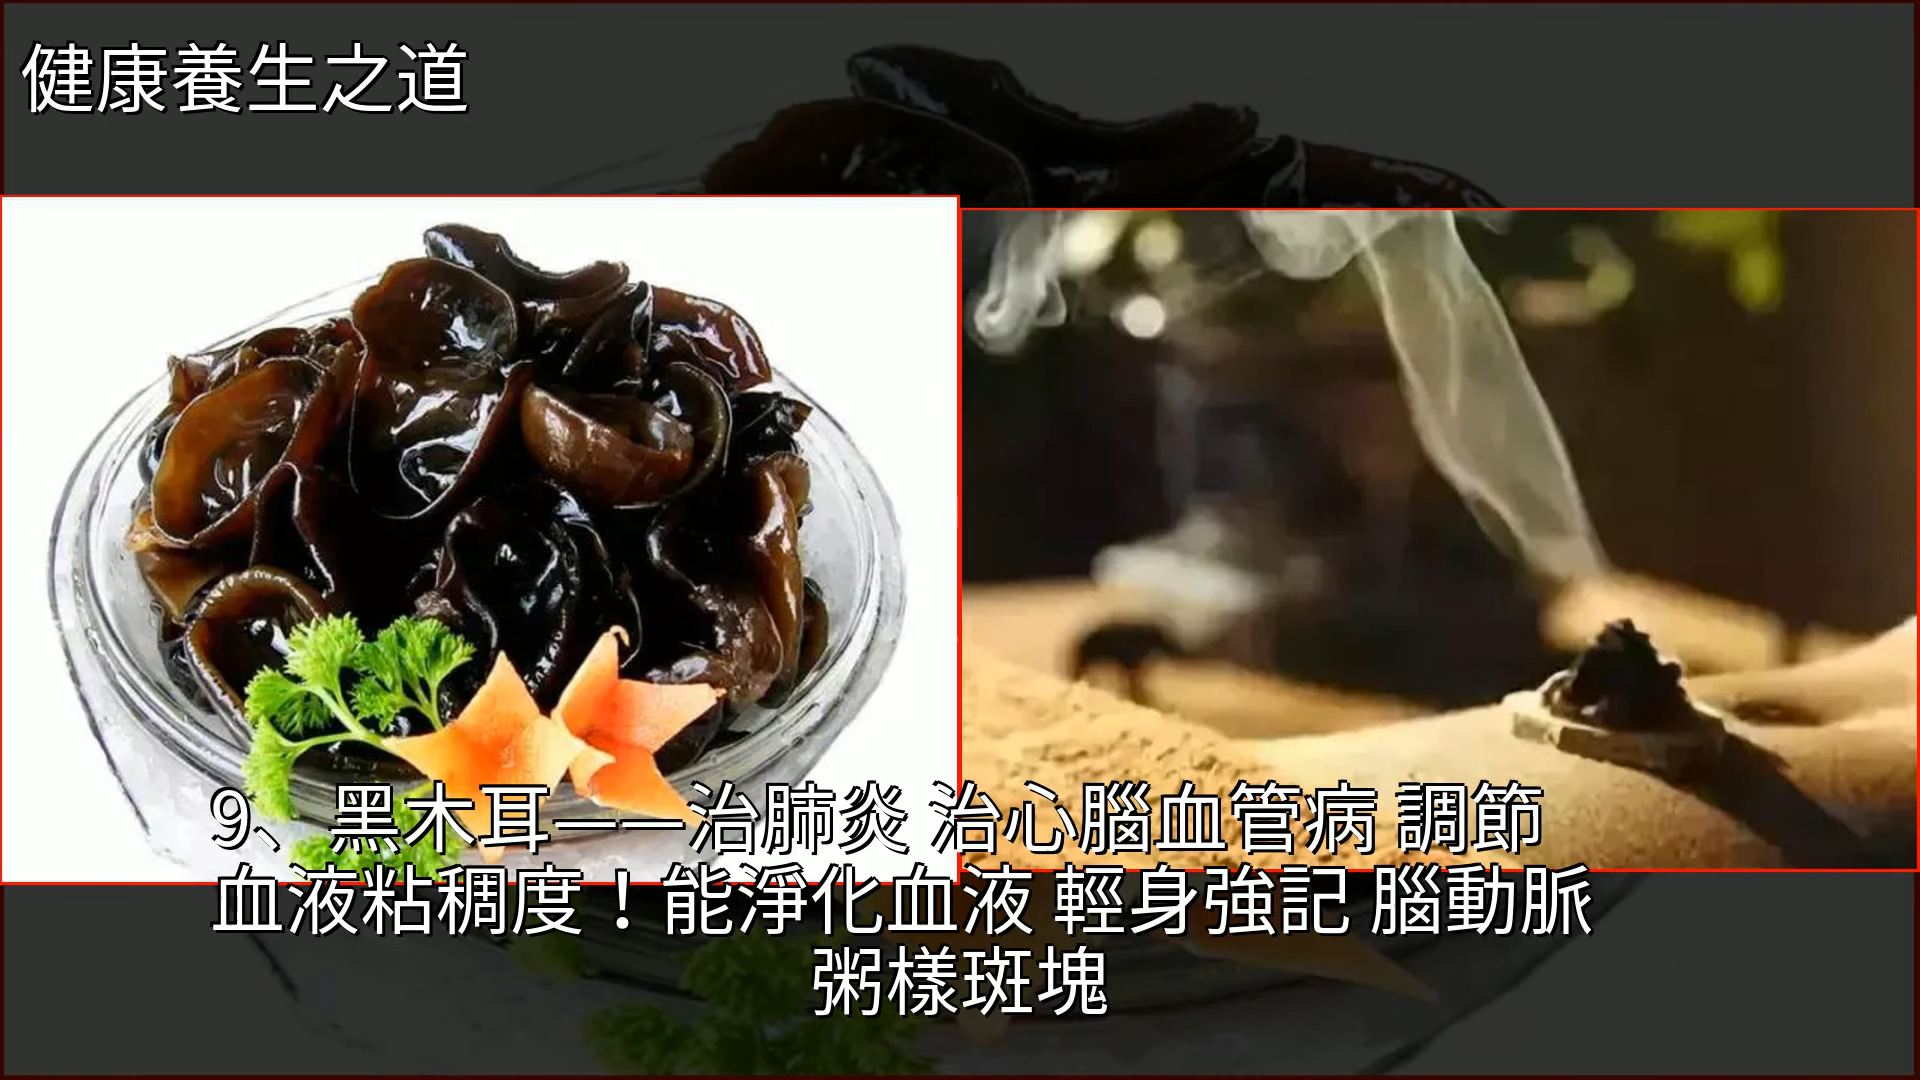 健康養生之道
9、黑木耳——治肺炎 治心腦血管病 調節
血液粘稠度！能淨化血液 輕身強記 腦動脈
粥樣斑塊